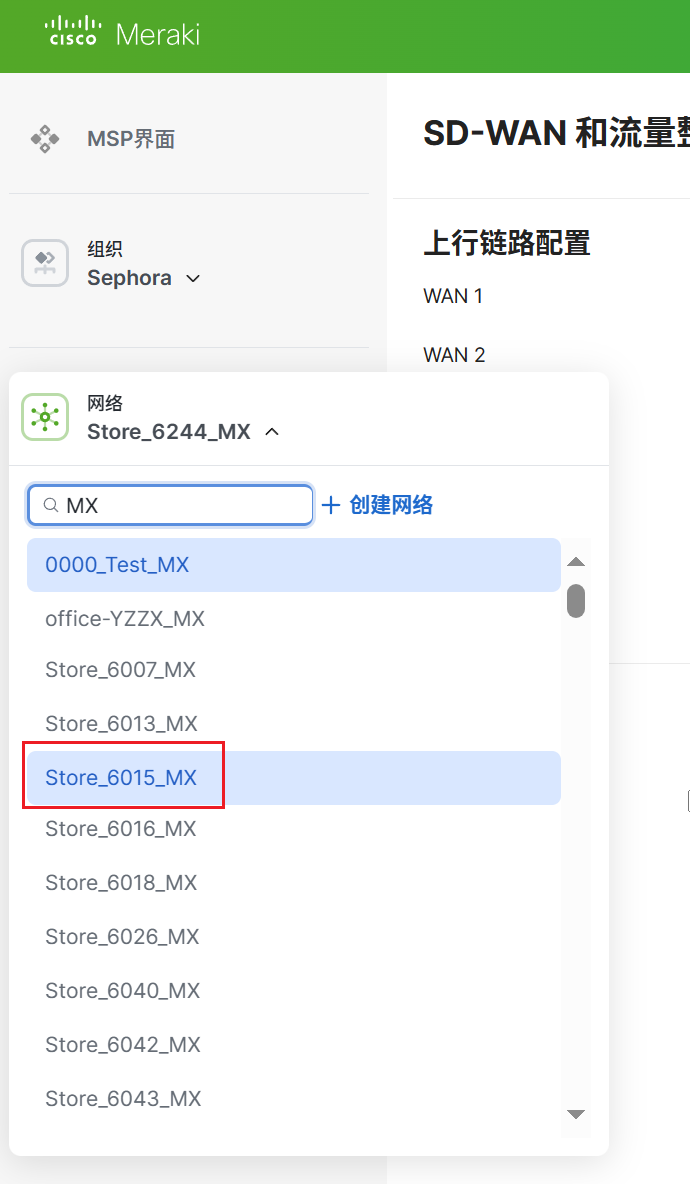 CISCO Meraki
MSP界面
组织
Sephora
SD-WAN 和流量
上行链路配置
WAN 1
WAN 2
网络
Store_6244_MX
MX
创建网络
0000_Test_MX
office-YZZX_MX
Store_6007_MX
Store_6013_MX
Store_6015_MX
Store_6016_MX
Store_6018_MX
Store_6026_MX
Store_6040_MX
Store_6042_MX
Store_6043_MX